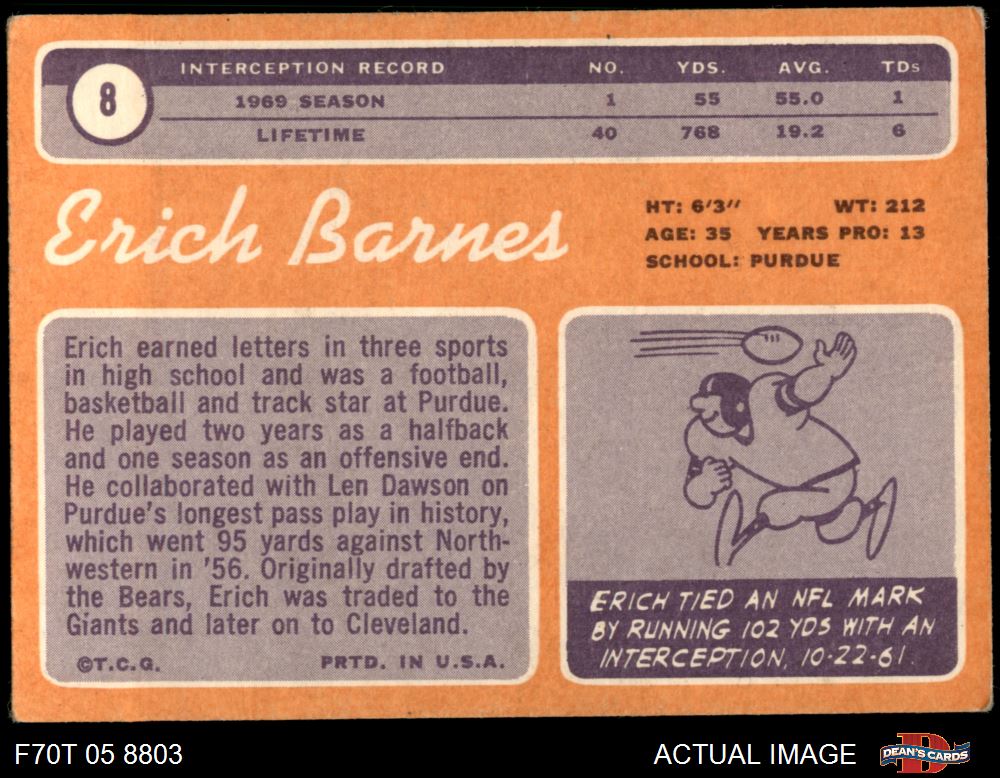 8
INTERCEPTION RECORD NO. YDS. AVG. TDs
1969 SEASON 1 55 55.0 1
LIFETIME 40 768 19.2 6
Erich Barnes
HT: 6'3" WT: 212
AGE: 35 YEARS PRO: 13
SCHOOL: PURDUE
Erich earned letters in three sports
in high school and was a football,
basketball and track star at Purdue.
He played two years as a halfback
and one season as an offensive end.
He collaborated with Len Dawson on
Purdue's longest pass play in history,
which went 95 yards against North-
western in '56. Originally drafted by
the Bears, Erich was traded to the
Giants and later on to Cleveland.
©T.C.G. PRTD. IN U.S.A.
ERICH TIED AN NFL MARK
BY RUNNING 102 YDS WITH AN
INTERCEPTION, 10-22-61.
F70T 05 8803 ACTUAL IMAGE DEAN'S CARDS